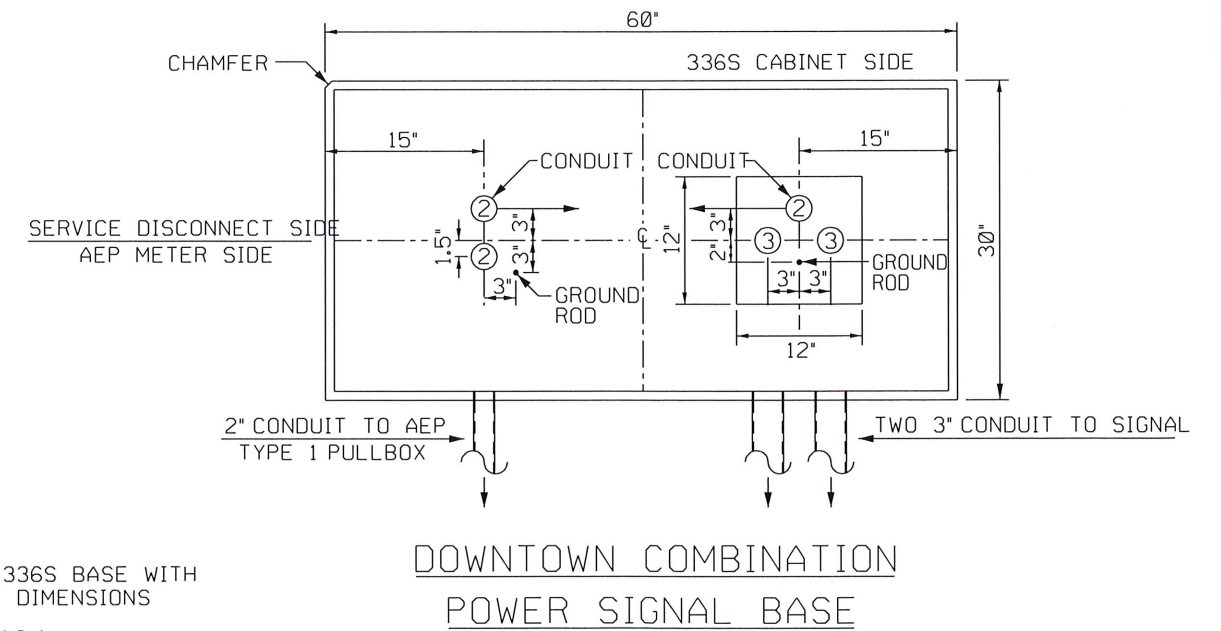 60"
CHAMFER
336S CABINET SIDE
15"
15"
CONDUIT
CONDUIT
2
2
3"
3"
SERVICE DISCONNECT SIDE
AEP METER SIDE
1.5"
2
3"
3"
GROUND
ROD
12"
2"
3
3
3"
3"
GROUND
ROD
12"
30"
2" CONDUIT TO AEP
TYPE 1 PULLBOX
TWO 3" CONDUIT TO SIGNAL
DOWNTOWN COMBINATION
POWER SIGNAL BASE
336S BASE WITH
DIMENSIONS